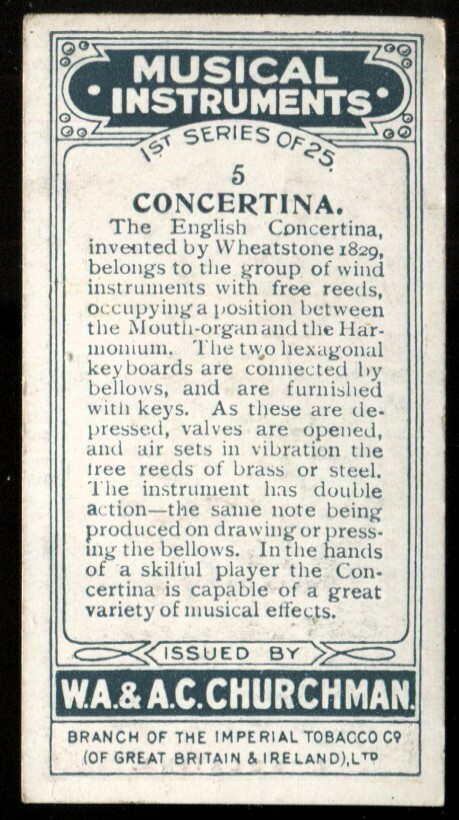 MUSICAL
INSTRUMENTS
1ST SERIES OF 25.
5
CONCERTINA.
The English Concertina,
invented by Wheatstone 1829,
belongs to the group of wind
instruments with free reeds,
occupying a position between
the Mouth-organ and the Har-
monium. The two hexagonal
keyboards are connected by
bellows, and are furnished
with keys. As these are de-
pressed, valves are opened,
and air sets in vibration the
free reeds of brass or steel.
The instrument has double
action—the same note being
produced on drawing or press-
ing the bellows. In the hands
of a skilful player the Con-
certina is capable of a great
variety of musical effects.
ISSUED BY
W.A. & A.C. CHURCHMAN.
BRANCH OF THE IMPERIAL TOBACCO CO
(OF GREAT BRITAIN & IRELAND), LTD